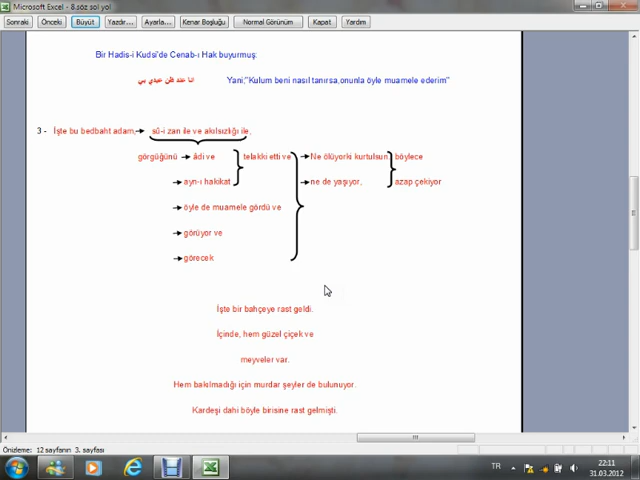 Microsoft Excel - 8.söz sol yol
Sonraki Önceki Büyüt Yazdır... Ayarla... Kenar Boşluğu Normal Görünüm Kapat Yardım
Bir Hadis-i Kudsi'de Cenab-ı Hak buyurmuş:
انا عند ظن عبدي بي Yani;"Kulum beni nasıl tanırsa,onunla öyle muamele ederim"
3 - İşte bu bedbaht adam, sû-i zan ile ve akılsızlığı ile,
görgüğünü âdi ve telakki etti ve Ne ölüyorki kurtulsun böylece
ayn-ı hakikat ne de yaşıyor, azap çekiyor
öyle de muamele gördü ve
görüyor ve
görecek
İşte bir bahçeye rast geldi.
İçinde, hem güzel çiçek ve
meyveler var.
Hem bakılmadığı için murdar şeyler de bulunuyor.
Kardeşi dahi böyle birisine rast gelmişti.
Önizleme: 12 sayfanın 3. sayfası
TR 22:11
31.03.2012